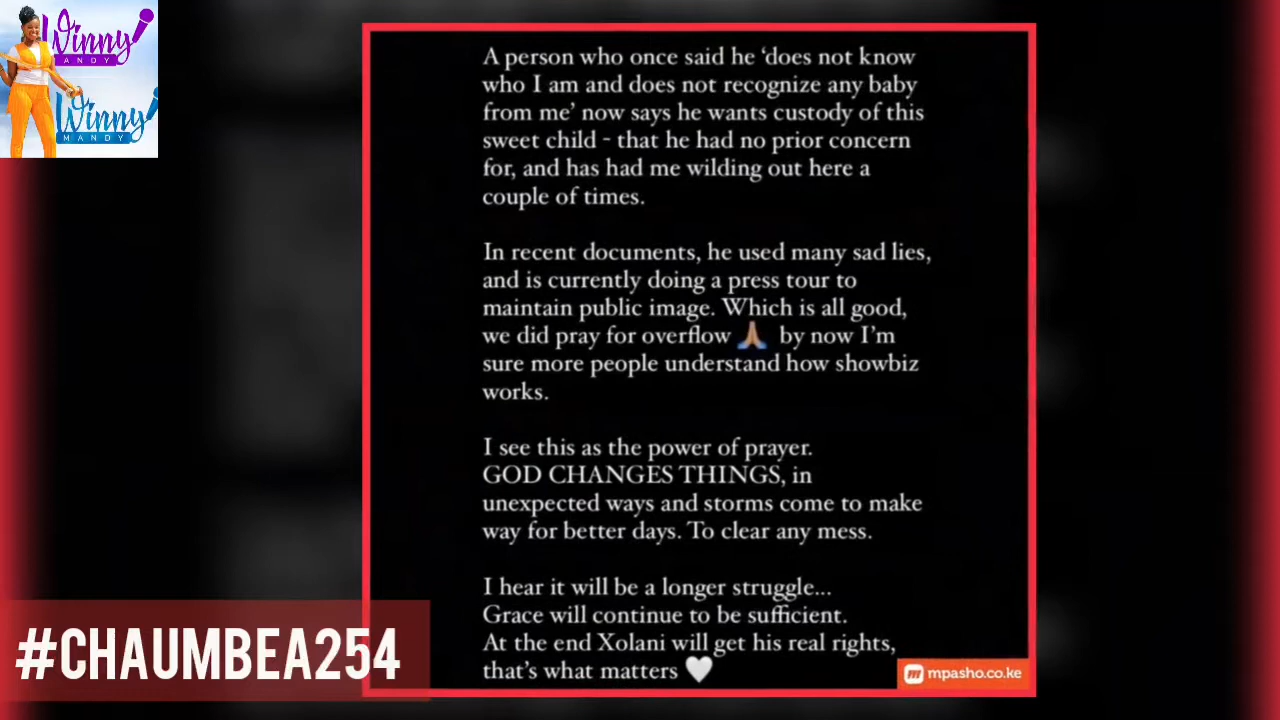 Winny
ANDY
Winny
MANDY
A person who once said he ‘does not know
who I am and does not recognize any baby
from me’ now says he wants custody of this
sweet child - that he had no prior concern
for, and has had me wilding out here a
couple of times.
In recent documents, he used many sad lies,
and is currently doing a press tour to
maintain public image. Which is all good,
we did pray for overflow 🙏🏽 by now I’m
sure more people understand how showbiz
works.
I see this as the power of prayer.
GOD CHANGES THINGS, in
unexpected ways and storms come to make
way for better days. To clear any mess.
I hear it will be a longer struggle...
Grace will continue to be sufficient.
At the end Xolani will get his real rights,
that’s what matters 🤍
#CHAUMBEA254
m mpasho.co.ke